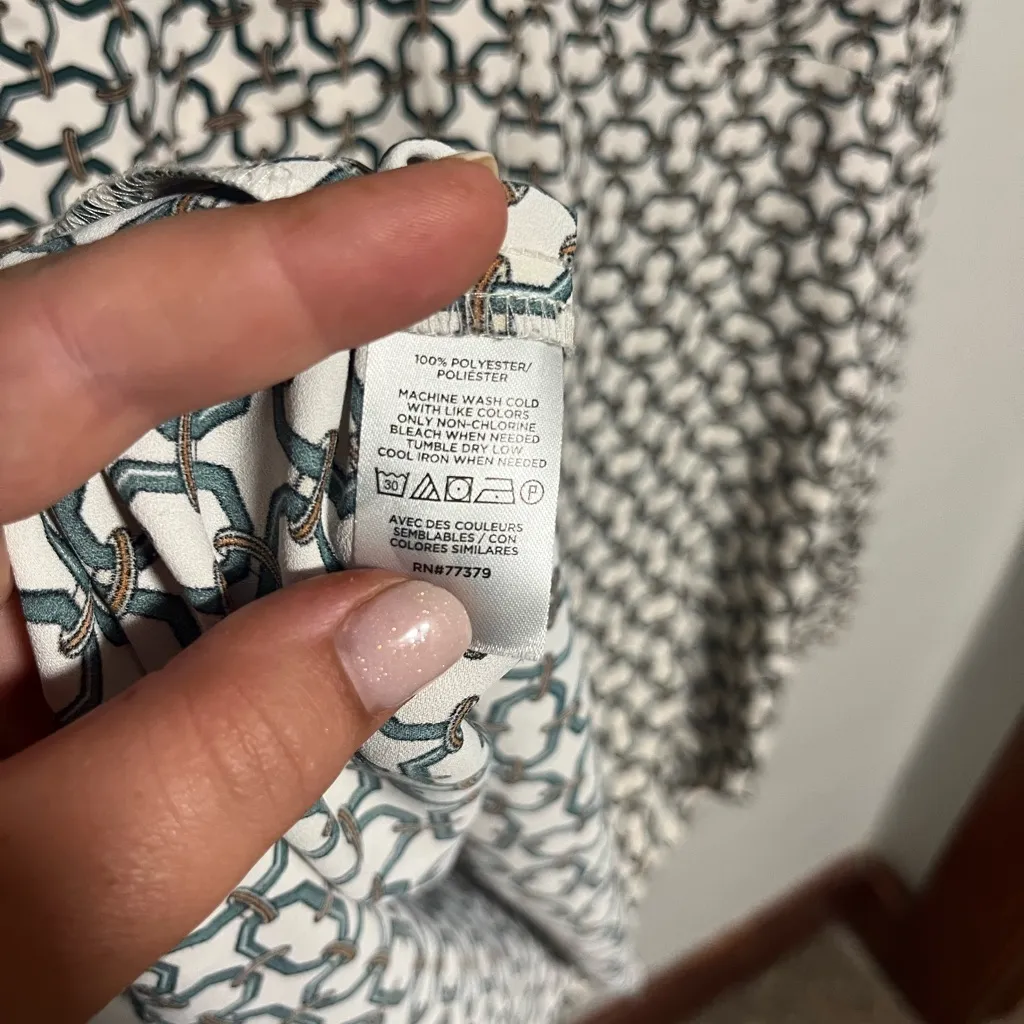 100% POLYESTER/
POLIÉSTER
MACHINE WASH COLD
WITH LIKE COLORS
ONLY NON-CHLORINE
BLEACH WHEN NEEDED
TUMBLE DRY LOW
COOL IRON WHEN NEEDED
30 P
AVEC DES COULEURS
SEMBLABLES / CON
COLORES SIMILARES
RN#77379